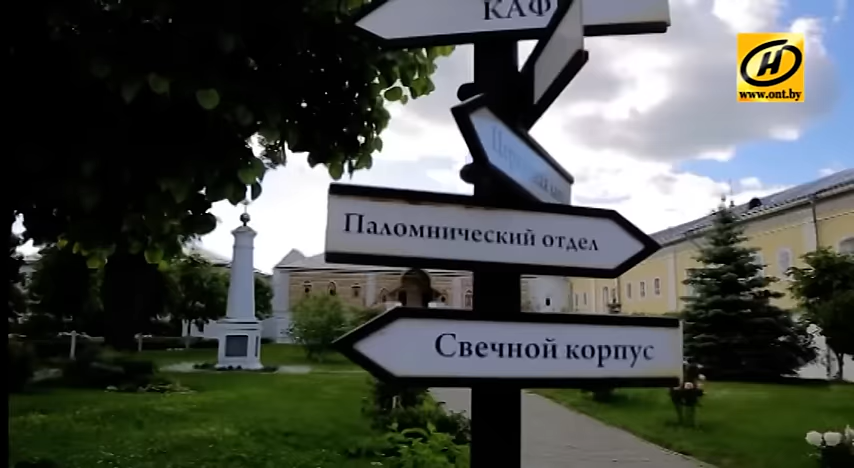 КАФ
www.ont.by
Паломнический отдел
Свечной корпус